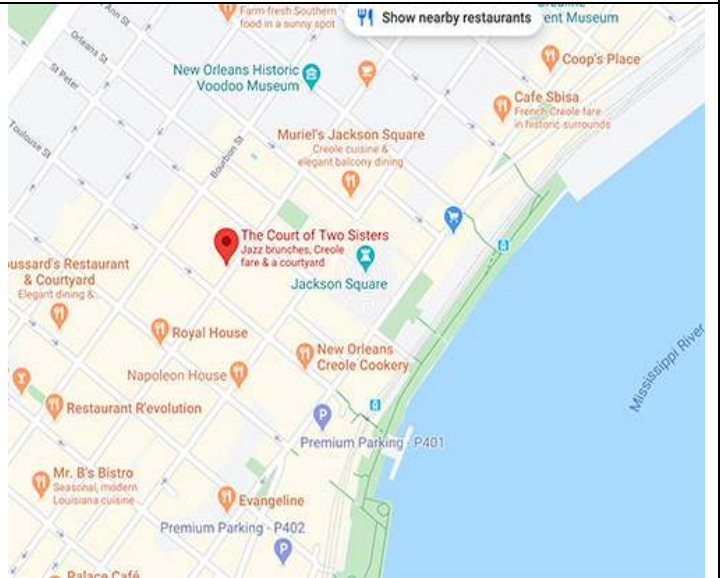 Farm-fresh Southern
food in a sunny spot
Show nearby restaurants
ent Museum
Ann St
Orleans St
St Peter
Toulouse St
Bourbon St
New Orleans Historic
Voodoo Museum
Coop's Place
Cafe Sbisa
French-Creole fare
in historic surrounds
Muriel's Jackson Square
Creole cuisine &
elegant balcony dining
The Court of Two Sisters
Jazz brunches, Creole
fare & a courtyard
Jackson Square
oussard's Restaurant
& Courtyard
Elegant dining &...
Royal House
New Orleans
Creole Cookery
Napoleon House
Restaurant R'evolution
Mississippi River
P
Premium Parking - P401
Mr. B's Bistro
Seasonal, modern
Louisiana cuisine...
Evangeline
Premium Parking - P402
P
Palace Café